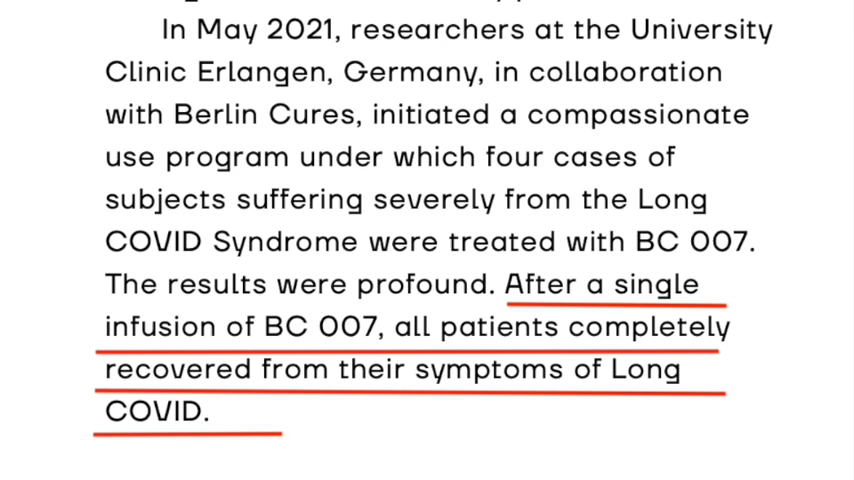 In May 2021, researchers at the University
Clinic Erlangen, Germany, in collaboration
with Berlin Cures, initiated a compassionate
use program under which four cases of
subjects suffering severely from the Long
COVID Syndrome were treated with BC 007.
The results were profound. After a single
infusion of BC 007, all patients completely
recovered from their symptoms of Long
COVID.